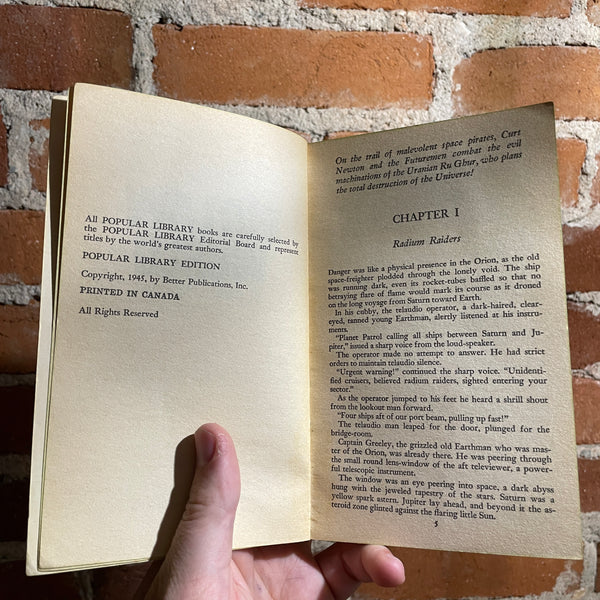 All POPULAR LIBRARY books are carefully selected by
the POPULAR LIBRARY Editorial Board and represent
titles by the world's greatest authors.
POPULAR LIBRARY EDITION
Copyright, 1945, by Better Publications, Inc.
PRINTED IN CANADA
All Rights Reserved
On the trail of malevolent space pirates, Curt
Newton and the Futuremen combat the evil
machinations of the Uranian Ru Ghur, who plans
the total destruction of the Universe!
CHAPTER I
Radium Raiders
Danger was like a physical presence in the Orion, as the old
space-freighter plodded through the lonely void. The ship
was running dark, even its rocket-tubes baffled so that no
betraying flare of flame would mark its course as it droned
on the long voyage from Saturn toward Earth.
In his cubby, the telaudio operator, a dark-haired, clear-
eyed, tanned young Earthman, alertly listened at his instru-
ments.
"Planet Patrol calling all ships between Saturn and Ju-
piter," issued a sharp voice from the loud-speaker.
The operator made no attempt to answer. He had strict
orders to maintain telaudio silence.
"Urgent warning!" continued the sharp voice. "Unidenti-
fied cruisers, believed radium raiders, sighted entering your
sector."
As the operator jumped to his feet he heard a shrill shout
from the lookout man forward.
"Four ships aft of our port beam, pulling up fast!"
The telaudio man leaped for the door, plunged for the
bridge-room.
Captain Greeley, the grizzled old Earthman who was mas-
ter of the Orion, was already there. He was peering through
the small round lens-window of the aft televiewer, a power-
ful telescopic instrument.
The window was an eye peering into space, a dark abyss
hung with the jeweled tapestry of the stars. Saturn was a
yellow spark astern. Jupiter lay ahead, and beyond it the as-
teroid zone glinted against the flaring little Sun.
5